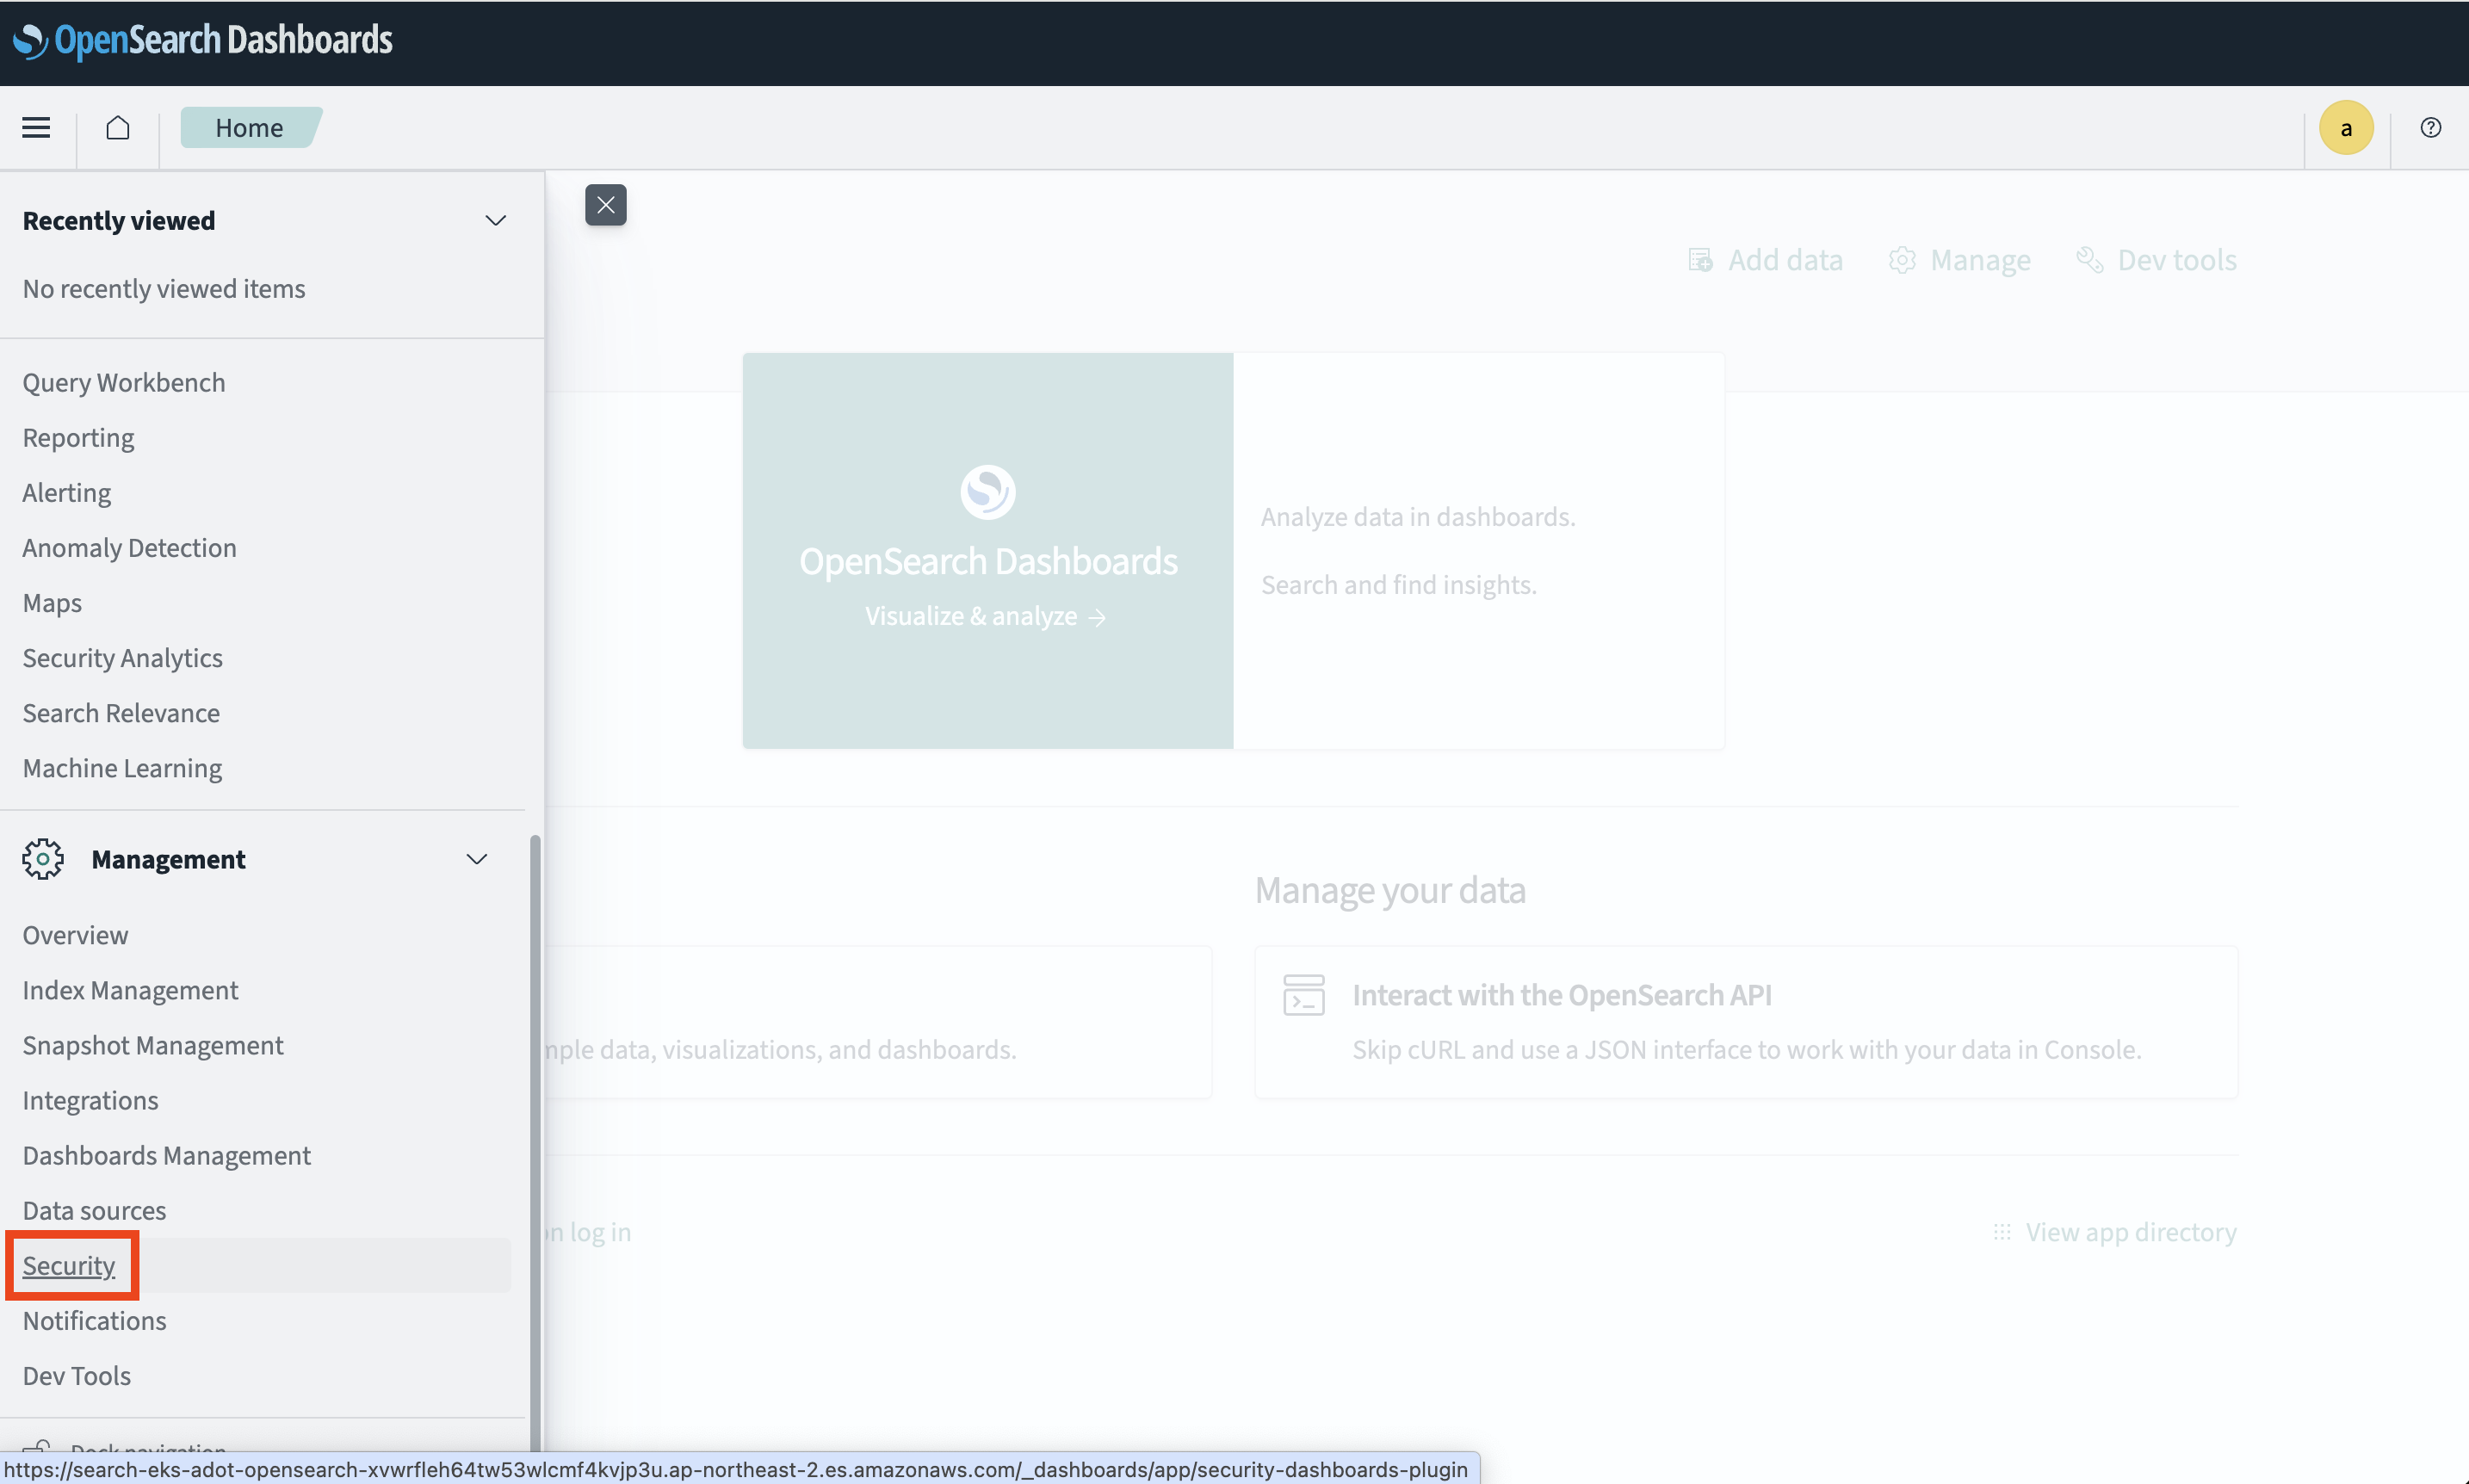 OpenSearch Dashboards
Home
a
Recently viewed
No recently viewed items
Query Workbench
Reporting
Alerting
Anomaly Detection
Maps
Security Analytics
Search Relevance
Machine Learning
Management
Overview
Index Management
Snapshot Management
Integrations
Dashboards Management
Data sources
Security
Notifications
Dev Tools
Dock navigation
Add data
Manage
Dev tools
OpenSearch Dashboards
Visualize & analyze →
Analyze data in dashboards.
Search and find insights.
Manage your data
data, visualizations, and dashboards.
Interact with the OpenSearch API
Skip cURL and use a JSON interface to work with your data in Console.
log in
View app directory
https://search-eks-adot-opensearch-xvwrfleh64tw53wlcmf4kvjp3u.ap-northeast-2.es.amazonaws.com/_dashboards/app/security-dashboards-plugin